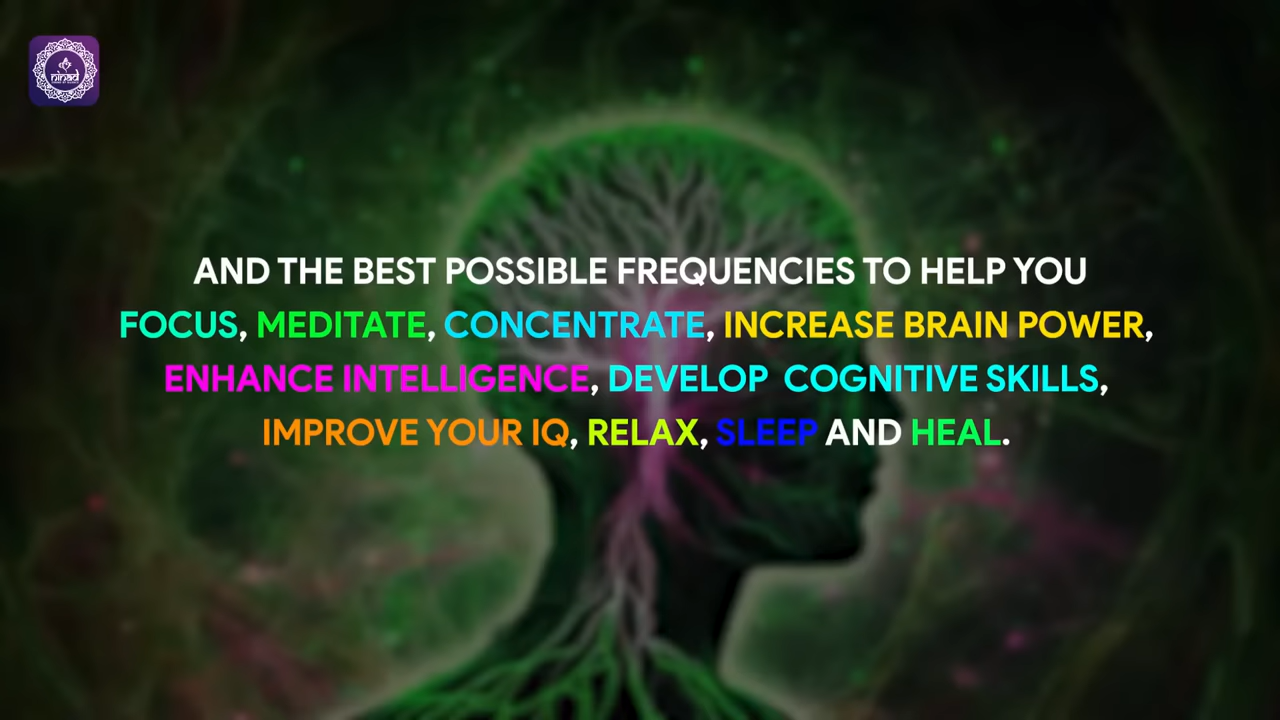 ninad
AND THE BEST POSSIBLE FREQUENCIES TO HELP YOU
FOCUS, MEDITATE, CONCENTRATE, INCREASE BRAIN POWER,
ENHANCE INTELLIGENCE, DEVELOP COGNITIVE SKILLS,
IMPROVE YOUR IQ, RELAX, SLEEP AND HEAL.